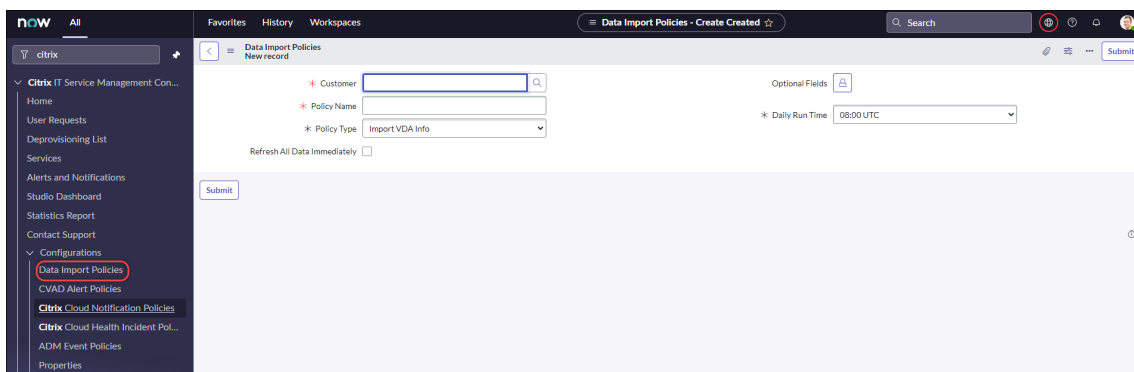 now All Favorites History Workspaces Data Import Policies - Create Created Search
citrix
Data Import Policies
New record
Submit
Citrix IT Service Management Con...
Home
User Requests
Deprovisioning List
Services
Alerts and Notifications
Studio Dashboard
Statistics Report
Contact Support
Configurations
Data Import Policies
CVAD Alert Policies
Citrix Cloud Notification Policies
Citrix Cloud Health Incident Pol...
ADM Event Policies
Properties
Customer
Policy Name
Policy Type Import VDA Info
Refresh All Data Immediately
Optional Fields
Daily Run Time 08:00 UTC
Submit